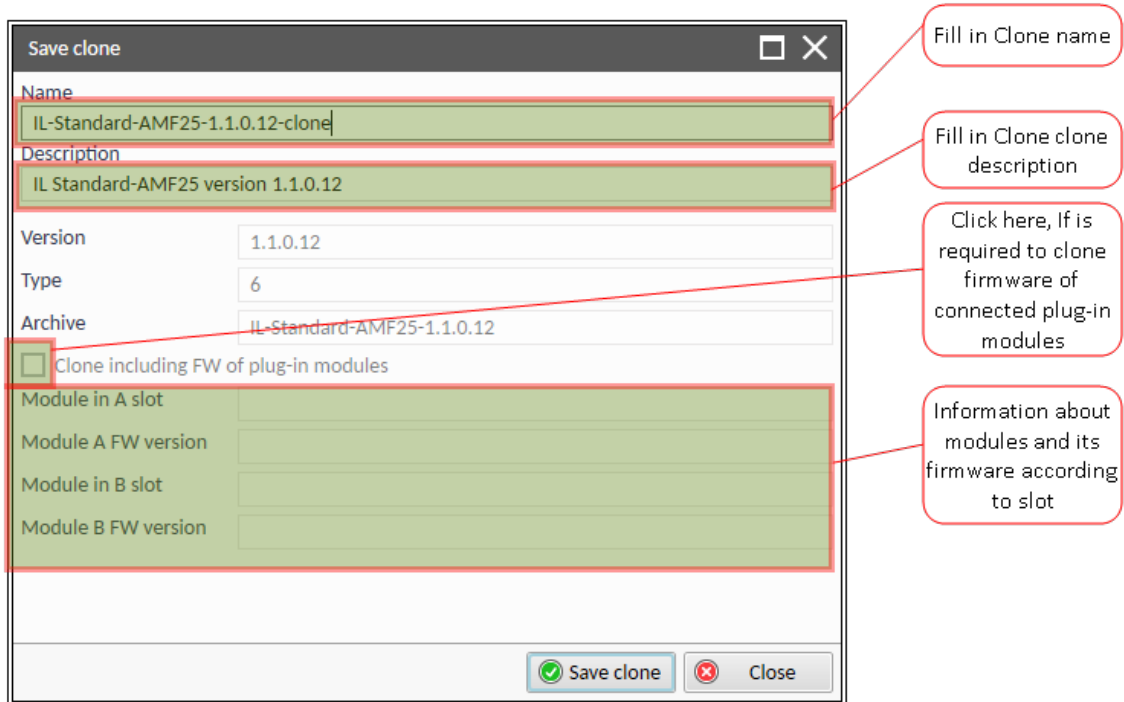 Save clone
Name
IL-Standard-AMF25-1.1.0.12-clone
Description
IL Standard-AMF25 version 1.1.0.12
Version
1.1.0.12
Type
6
Archive
IL-Standard-AMF25-1.1.0.12
Clone including FW of plug-in modules
Module in A slot
Module A FW version
Module in B slot
Module B FW version
Save clone
Close
Fill in Clone name
Fill in Clone clone
description
Click here, If is
required to clone
firmware of
connected plug-in
modules
Information about
modules and its
firmware according
to slot